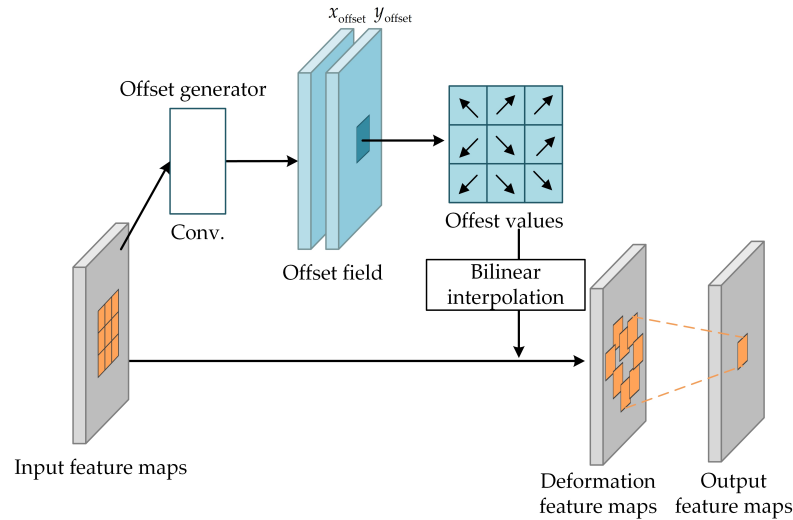 x_offset y_offset
Offset generator
Conv.
Offset field
Offest values
Bilinear
interpolation
Input feature maps
Deformation
feature maps
Output
feature maps